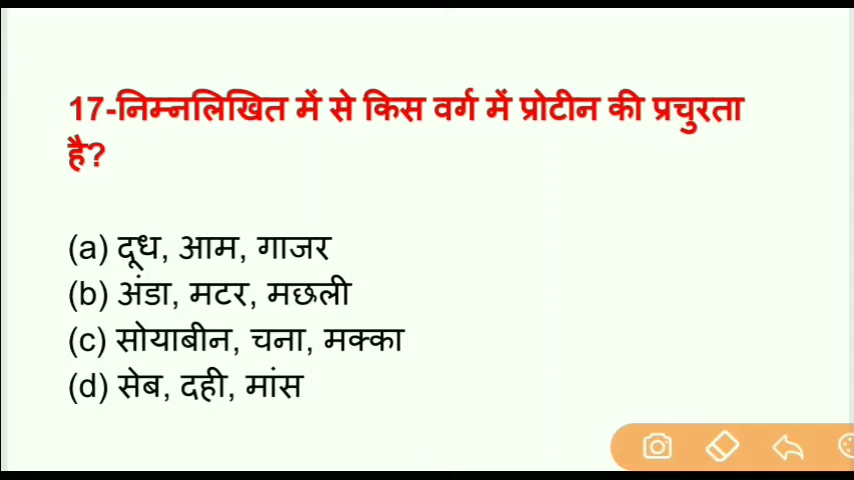 17-निम्नलिखित में से किस वर्ग में प्रोटीन की प्रचुरता
है?
(a) दूध, आम, गाजर
(b) अंडा, मटर, मछली
(c) सोयाबीन, चना, मक्का
(d) सेब, दही, मांस